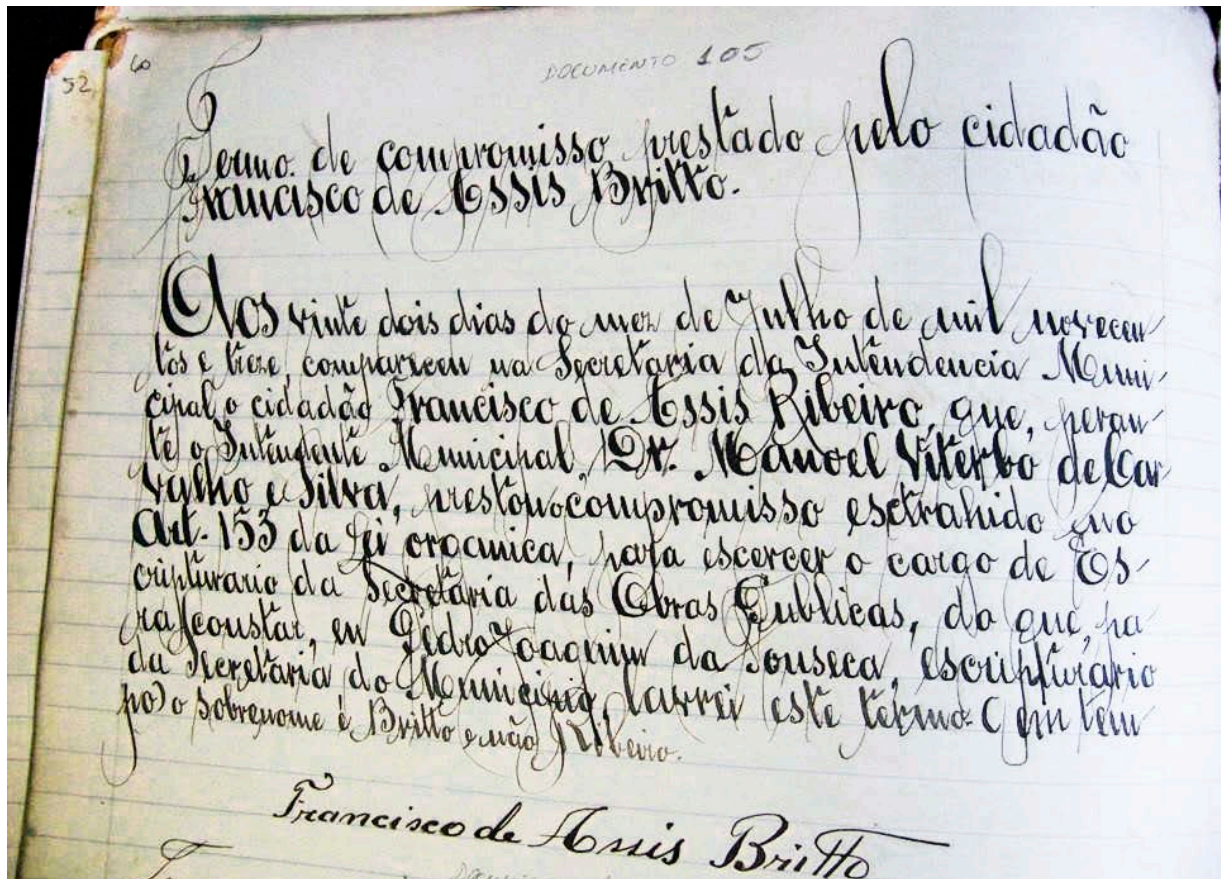 DOCUMENTO 105
52
60
Termo de compromisso prestado pelo cidadão
Francisco de Assis Britto.
Aos vinte dois dias do mez de Julho de mil novecen-
tos e treze, compareceu na Secretaria da Intendencia Muni-
cipal o cidadão Francisco de Assis Ribeiro, que, peran-
te o Intendente Municipal, Dr. Manoel Viterbo de Car-
valho e Silva, prestou o compromisso esctrahido no
Art. 153 da Lei organica, para escercer o cargo de Es-
cripturario da Secretaria das Obras Publicas, do que, pa-
ra constar, eu Pedro Joaquim da Fonseca, escripturario
da Secretaria do Municipio, lavrei este termo. (em tem-
po) o sobrenome é Britto e não Ribeiro.
Francisco de Assis Britto